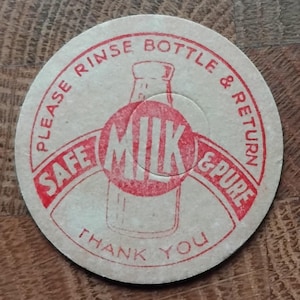 PLEASE RINSE BOTTLE & RETURN
SAFE MILK & PURE
THANK YOU